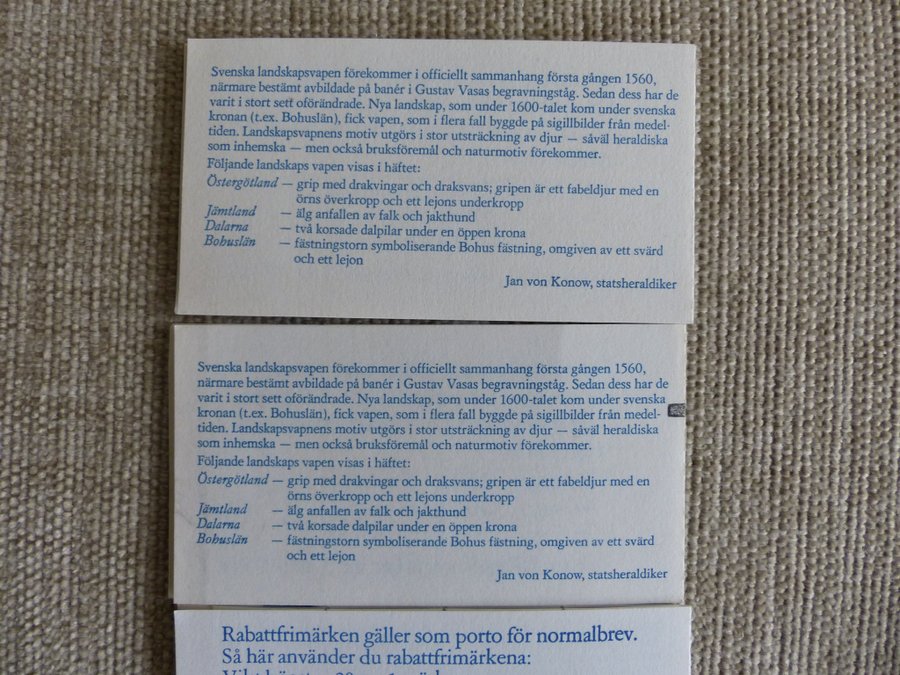 Svenska landskapsvapen förekommer i officiellt sammanhang första gången 1560,
närmare bestämt avbildade på banér i Gustav Vasas begravningståg. Sedan dess har de
varit i stort sett oförändrade. Nya landskap, som under 1600-talet kom under svenska
kronan (t.ex. Bohuslän), fick vapen, som i flera fall byggde på sigillbilder från medel-
tiden. Landskapsvapnens motiv utgörs i stor utsträckning av djur — såväl heraldiska
som inhemska — men också bruksföremål och naturmotiv förekommer.
Följande landskaps vapen visas i häftet:
Östergötland — grip med drakvingar och draksvans; gripen är ett fabeldjur med en
örns överkropp och ett lejons underkropp
Jämtland — älg anfallen av falk och jakthund
Dalarna — två korsade dalpilar under en öppen krona
Bohuslän — fästningstorn symboliserande Bohus fästning, omgiven av ett svärd
och ett lejon
Jan von Konow, statsheraldiker
Svenska landskapsvapen förekommer i officiellt sammanhang första gången 1560,
närmare bestämt avbildade på banér i Gustav Vasas begravningståg. Sedan dess har de
varit i stort sett oförändrade. Nya landskap, som under 1600-talet kom under svenska
kronan (t.ex. Bohuslän), fick vapen, som i flera fall byggde på sigillbilder från medel-
tiden. Landskapsvapnens motiv utgörs i stor utsträckning av djur — såväl heraldiska
som inhemska — men också bruksföremål och naturmotiv förekommer.
Följande landskaps vapen visas i häftet:
Östergötland — grip med drakvingar och draksvans; gripen är ett fabeldjur med en
örns överkropp och ett lejons underkropp
Jämtland — älg anfallen av falk och jakthund
Dalarna — två korsade dalpilar under en öppen krona
Bohuslän — fästningstorn symboliserande Bohus fästning, omgiven av ett svärd
och ett lejon
Jan von Konow, statsheraldiker
Rabattfrimärken gäller som porto för normalbrev.
Så här använder du rabattfrimärkena: